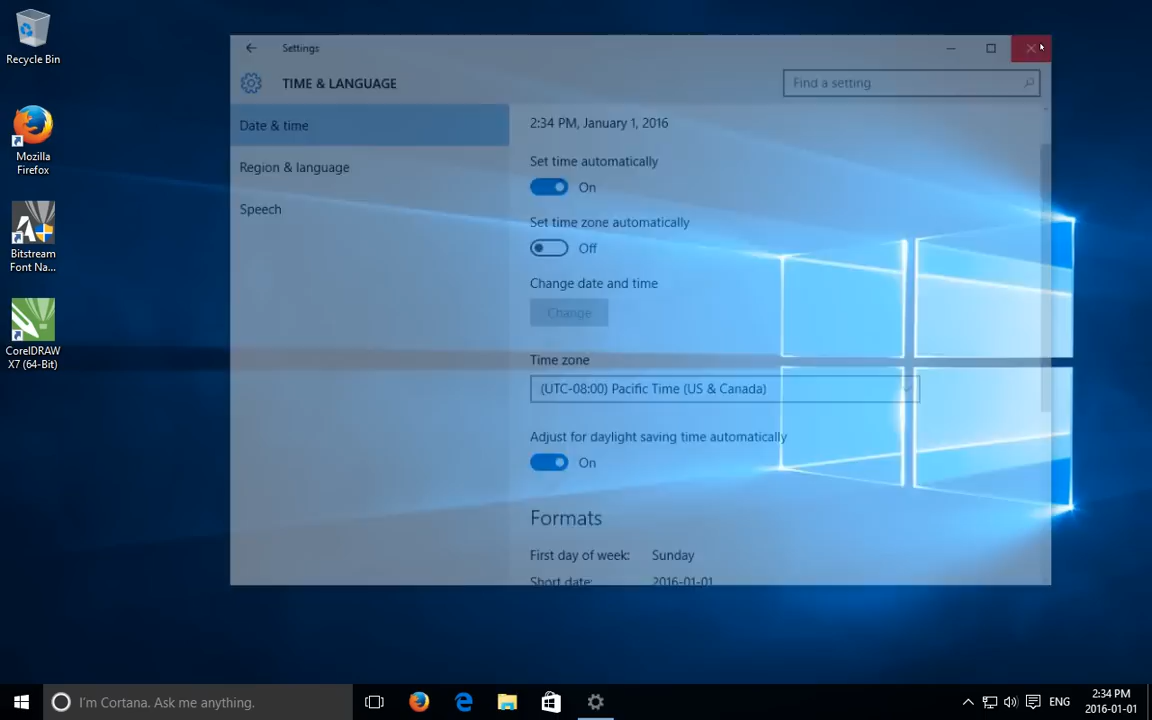 Recycle Bin
Mozilla
Firefox
Bitstream
Font Na...
CorelDRAW
X7 (64-Bit)
Settings
TIME & LANGUAGE
Find a setting
Date & time
Region & language
Speech
2:34 PM, January 1, 2016
Set time automatically
On
Set time zone automatically
Off
Change date and time
Change
Time zone
(UTC-08:00) Pacific Time (US & Canada)
Adjust for daylight saving time automatically
On
Formats
First day of week: Sunday
Short date: 2016-01-01
I'm Cortana. Ask me anything.
ENG
2:34 PM
2016-01-01